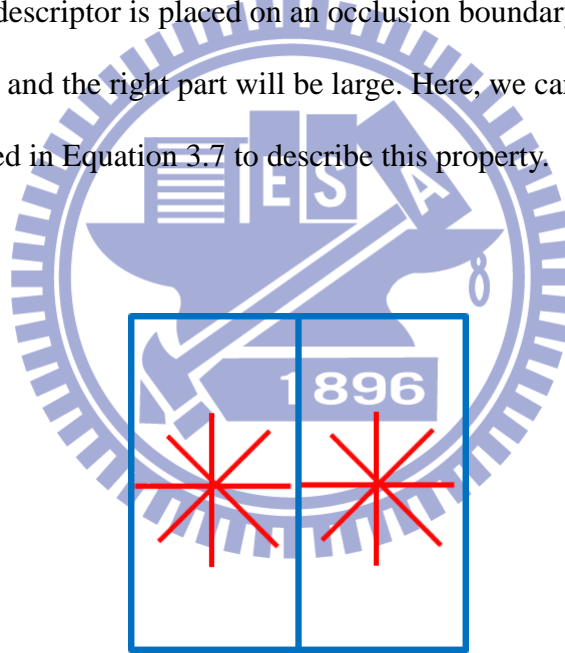 descriptor is placed on an occlusion boundary
and the right part will be large. Here, we can
ed in Equation 3.7 to describe this property.
E S A
8
1896